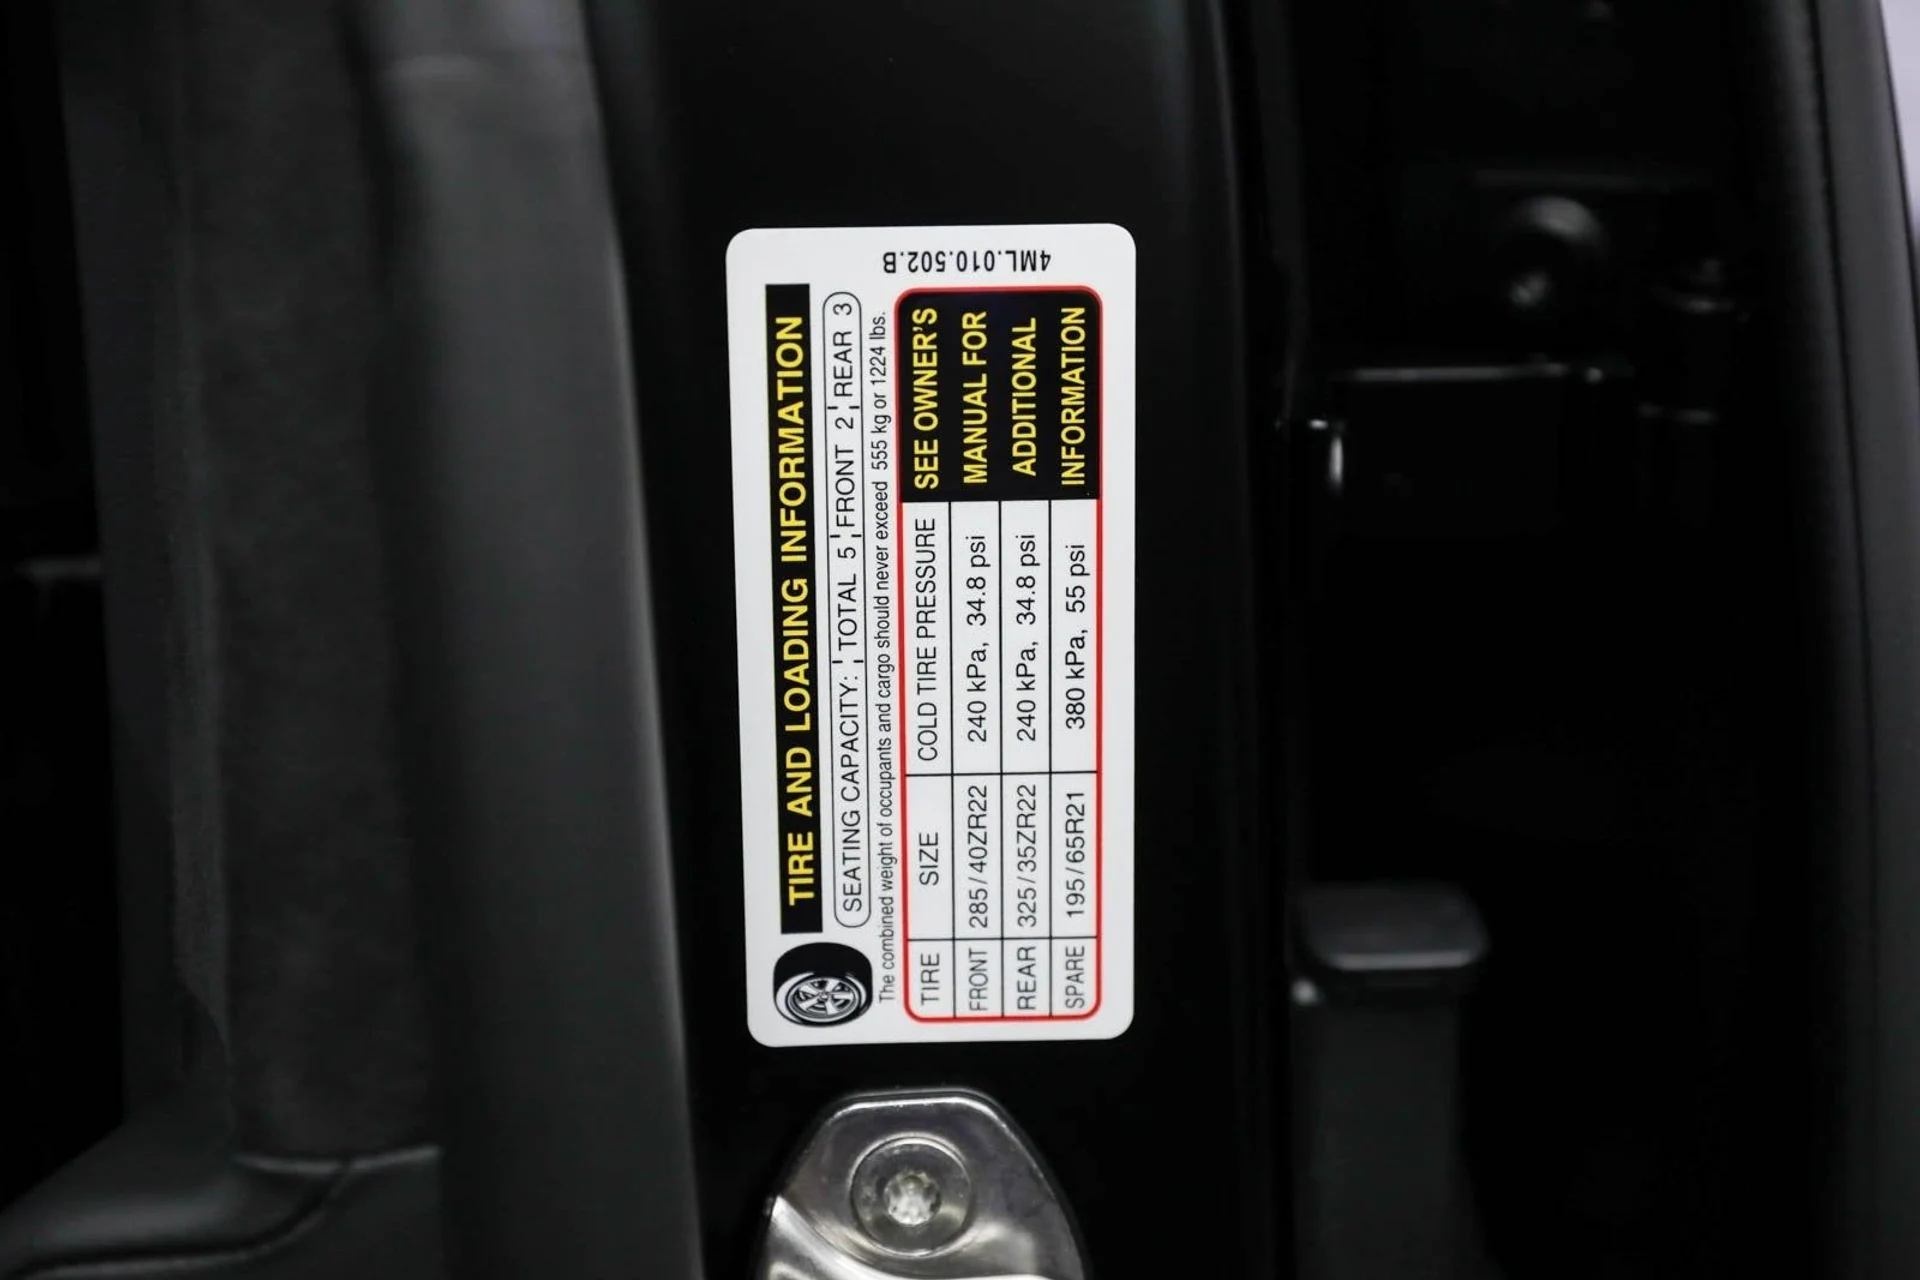 4ML.010.502.B
TIRE AND LOADING INFORMATION
SEATING CAPACITY: TOTAL 5 FRONT 2 REAR 3
The combined weight of occupants and cargo should never exceed 555 kg or 1224 lbs.
TIRE SIZE COLD TIRE PRESSURE SEE OWNER'S
FRONT 285/40ZR22 240 kPa, 34.8 psi MANUAL FOR
REAR 325/35ZR22 240 kPa, 34.8 psi ADDITIONAL
SPARE 195/65R21 380 kPa, 55 psi INFORMATION